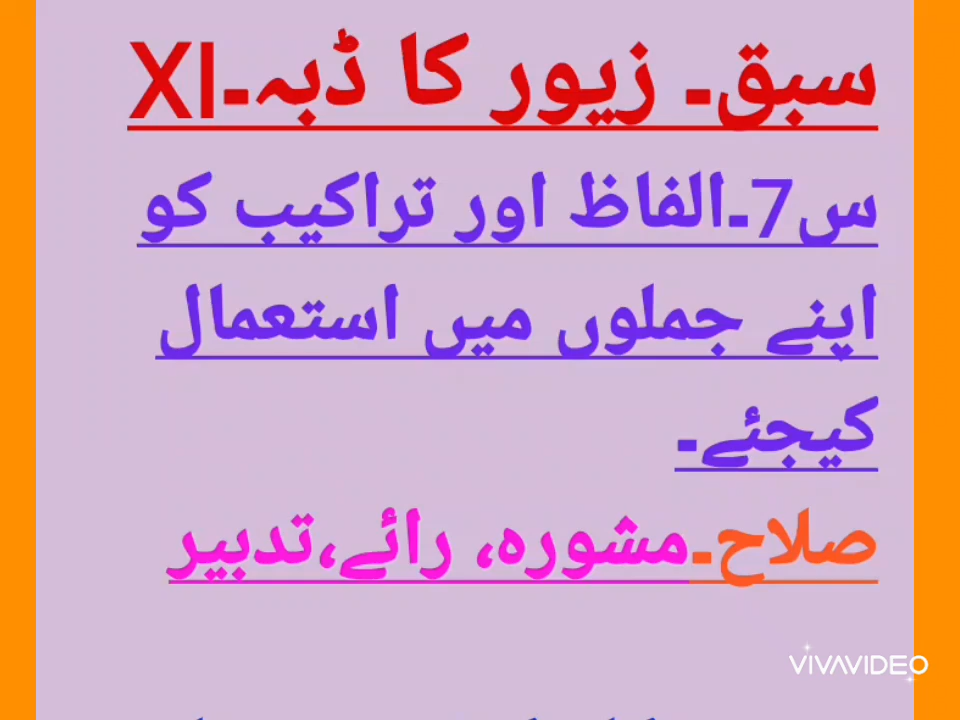 سبق۔ زیور کا ڈبہ۔XI
س7۔الفاظ اور تراکیب کو
اپنے جملوں میں استعمال
کیجئے۔
صلاح۔مشورہ، رائے،تدبیر
VIVAVIDEO